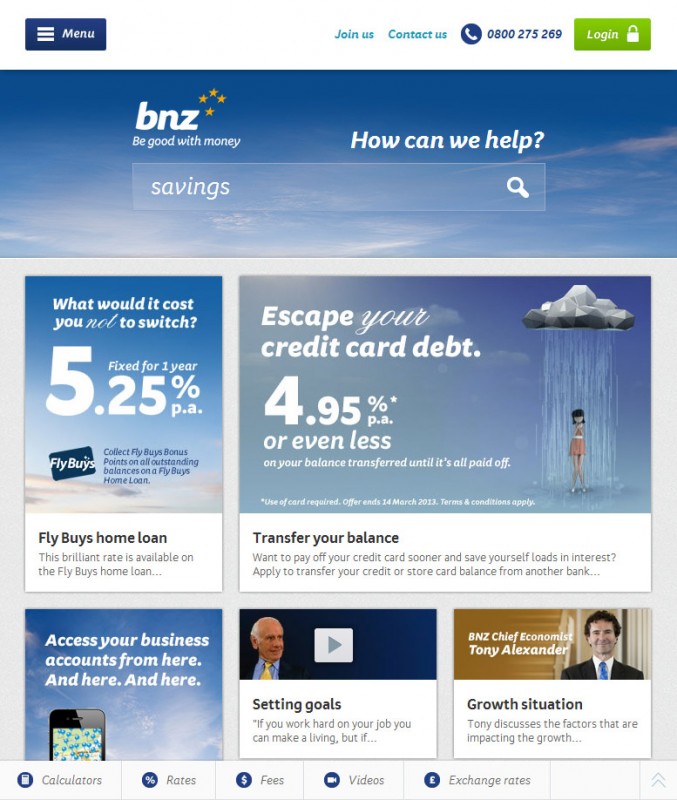 Menu
Join us
Contact us
0800 275 269
Login
bnz
Be good with money
How can we help?
savings
What would it cost
you not to switch?
Fixed for 1 year
5.25% p.a.
Fly Buys
Collect Fly Buys Bonus
Points on all outstanding
balances on a Fly Buys
Home Loan.
Fly Buys home loan
This brilliant rate is available on
the Fly Buys home loan...
Escape your
credit card debt.
4.95%* p.a.
or even less
on your balance transferred until it's all paid off.
*Use of card required. Offer ends 14 March 2013. Terms & conditions apply.
Transfer your balance
Want to pay off your credit card sooner and save yourself loads in interest?
Apply to transfer your credit or store card balance from another bank...
Access your business
accounts from here.
And here. And here.
Setting goals
"If you work hard on your job you
can make a living, but if...
BNZ Chief Economist
Tony Alexander
Growth situation
Tony discusses the factors that are
impacting the growth...
Calculators
% Rates
$ Fees
Videos
£ Exchange rates